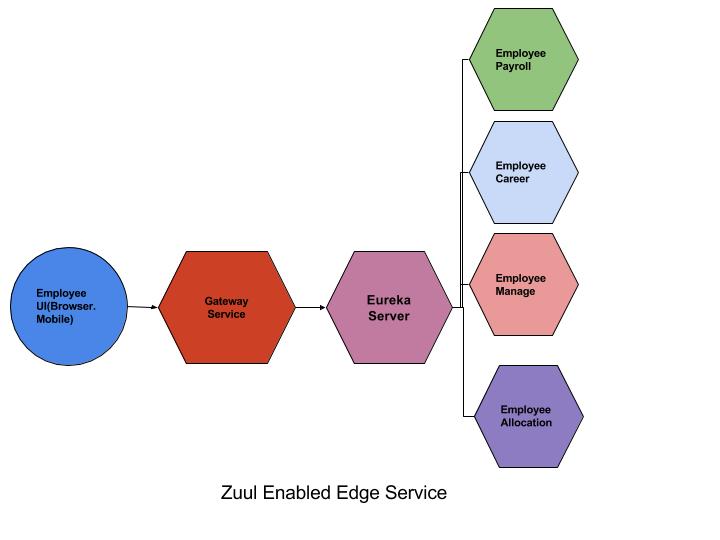 Employee
Payroll
Employee
Career
Employee
Manage
Employee
UI(Browser.
Mobile)
Gateway
Service
Eureka
Server
Employee
Allocation
Zuul Enabled Edge Service